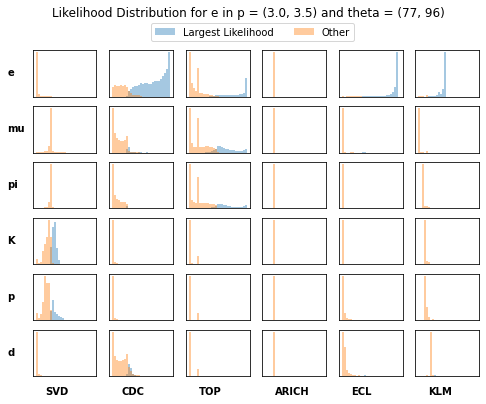 Likelihood Distribution for e in p = (3.0, 3.5) and theta = (77, 96)
Largest Likelihood Other
e
mu
pi
K
p
d
SVD CDC TOP ARICH ECL KLM